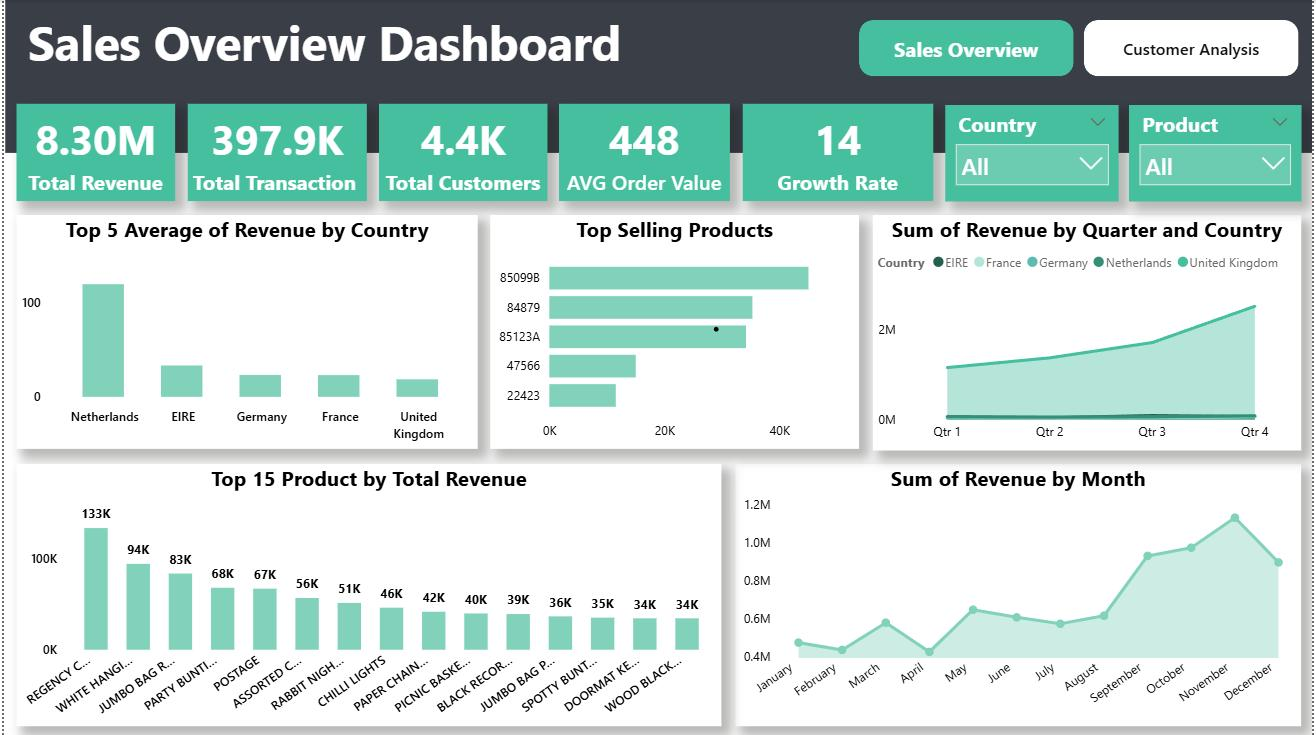 Sales Overview Dashboard
Sales Overview
Customer Analysis
8.30M
Total Revenue
397.9K
Total Transaction
4.4K
Total Customers
448
AVG Order Value
14
Growth Rate
Country
All
Product
All
Top 5 Average of Revenue by Country
100
0
Netherlands
EIRE
Germany
France
United
Kingdom
Top Selling Products
85099B
84879
85123A
47566
22423
0K
20K
40K
Sum of Revenue by Quarter and Country
Country EIRE France Germany Netherlands United Kingdom
2M
0M
Qtr 1
Qtr 2
Qtr 3
Qtr 4
Top 15 Product by Total Revenue
133K
94K
83K
68K
67K
56K
51K
46K
42K
40K
39K
36K
35K
34K
34K
100K
0K
REGENCY C...
WHITE HANGI...
JUMBO BAG R...
PARTY BUNTI...
POSTAGE
ASSORTED C...
RABBIT NIGH...
CHILLI LIGHTS
PAPER CHAIN...
PICNIC BASKE...
BLACK RECOR...
JUMBO BAG P...
SPOTTY BUNT...
DOORMAT KE...
WOOD BLACK...
Sum of Revenue by Month
1.2M
1.0M
0.8M
0.6M
0.4M
January
February
March
April
May
June
July
August
September
October
November
December